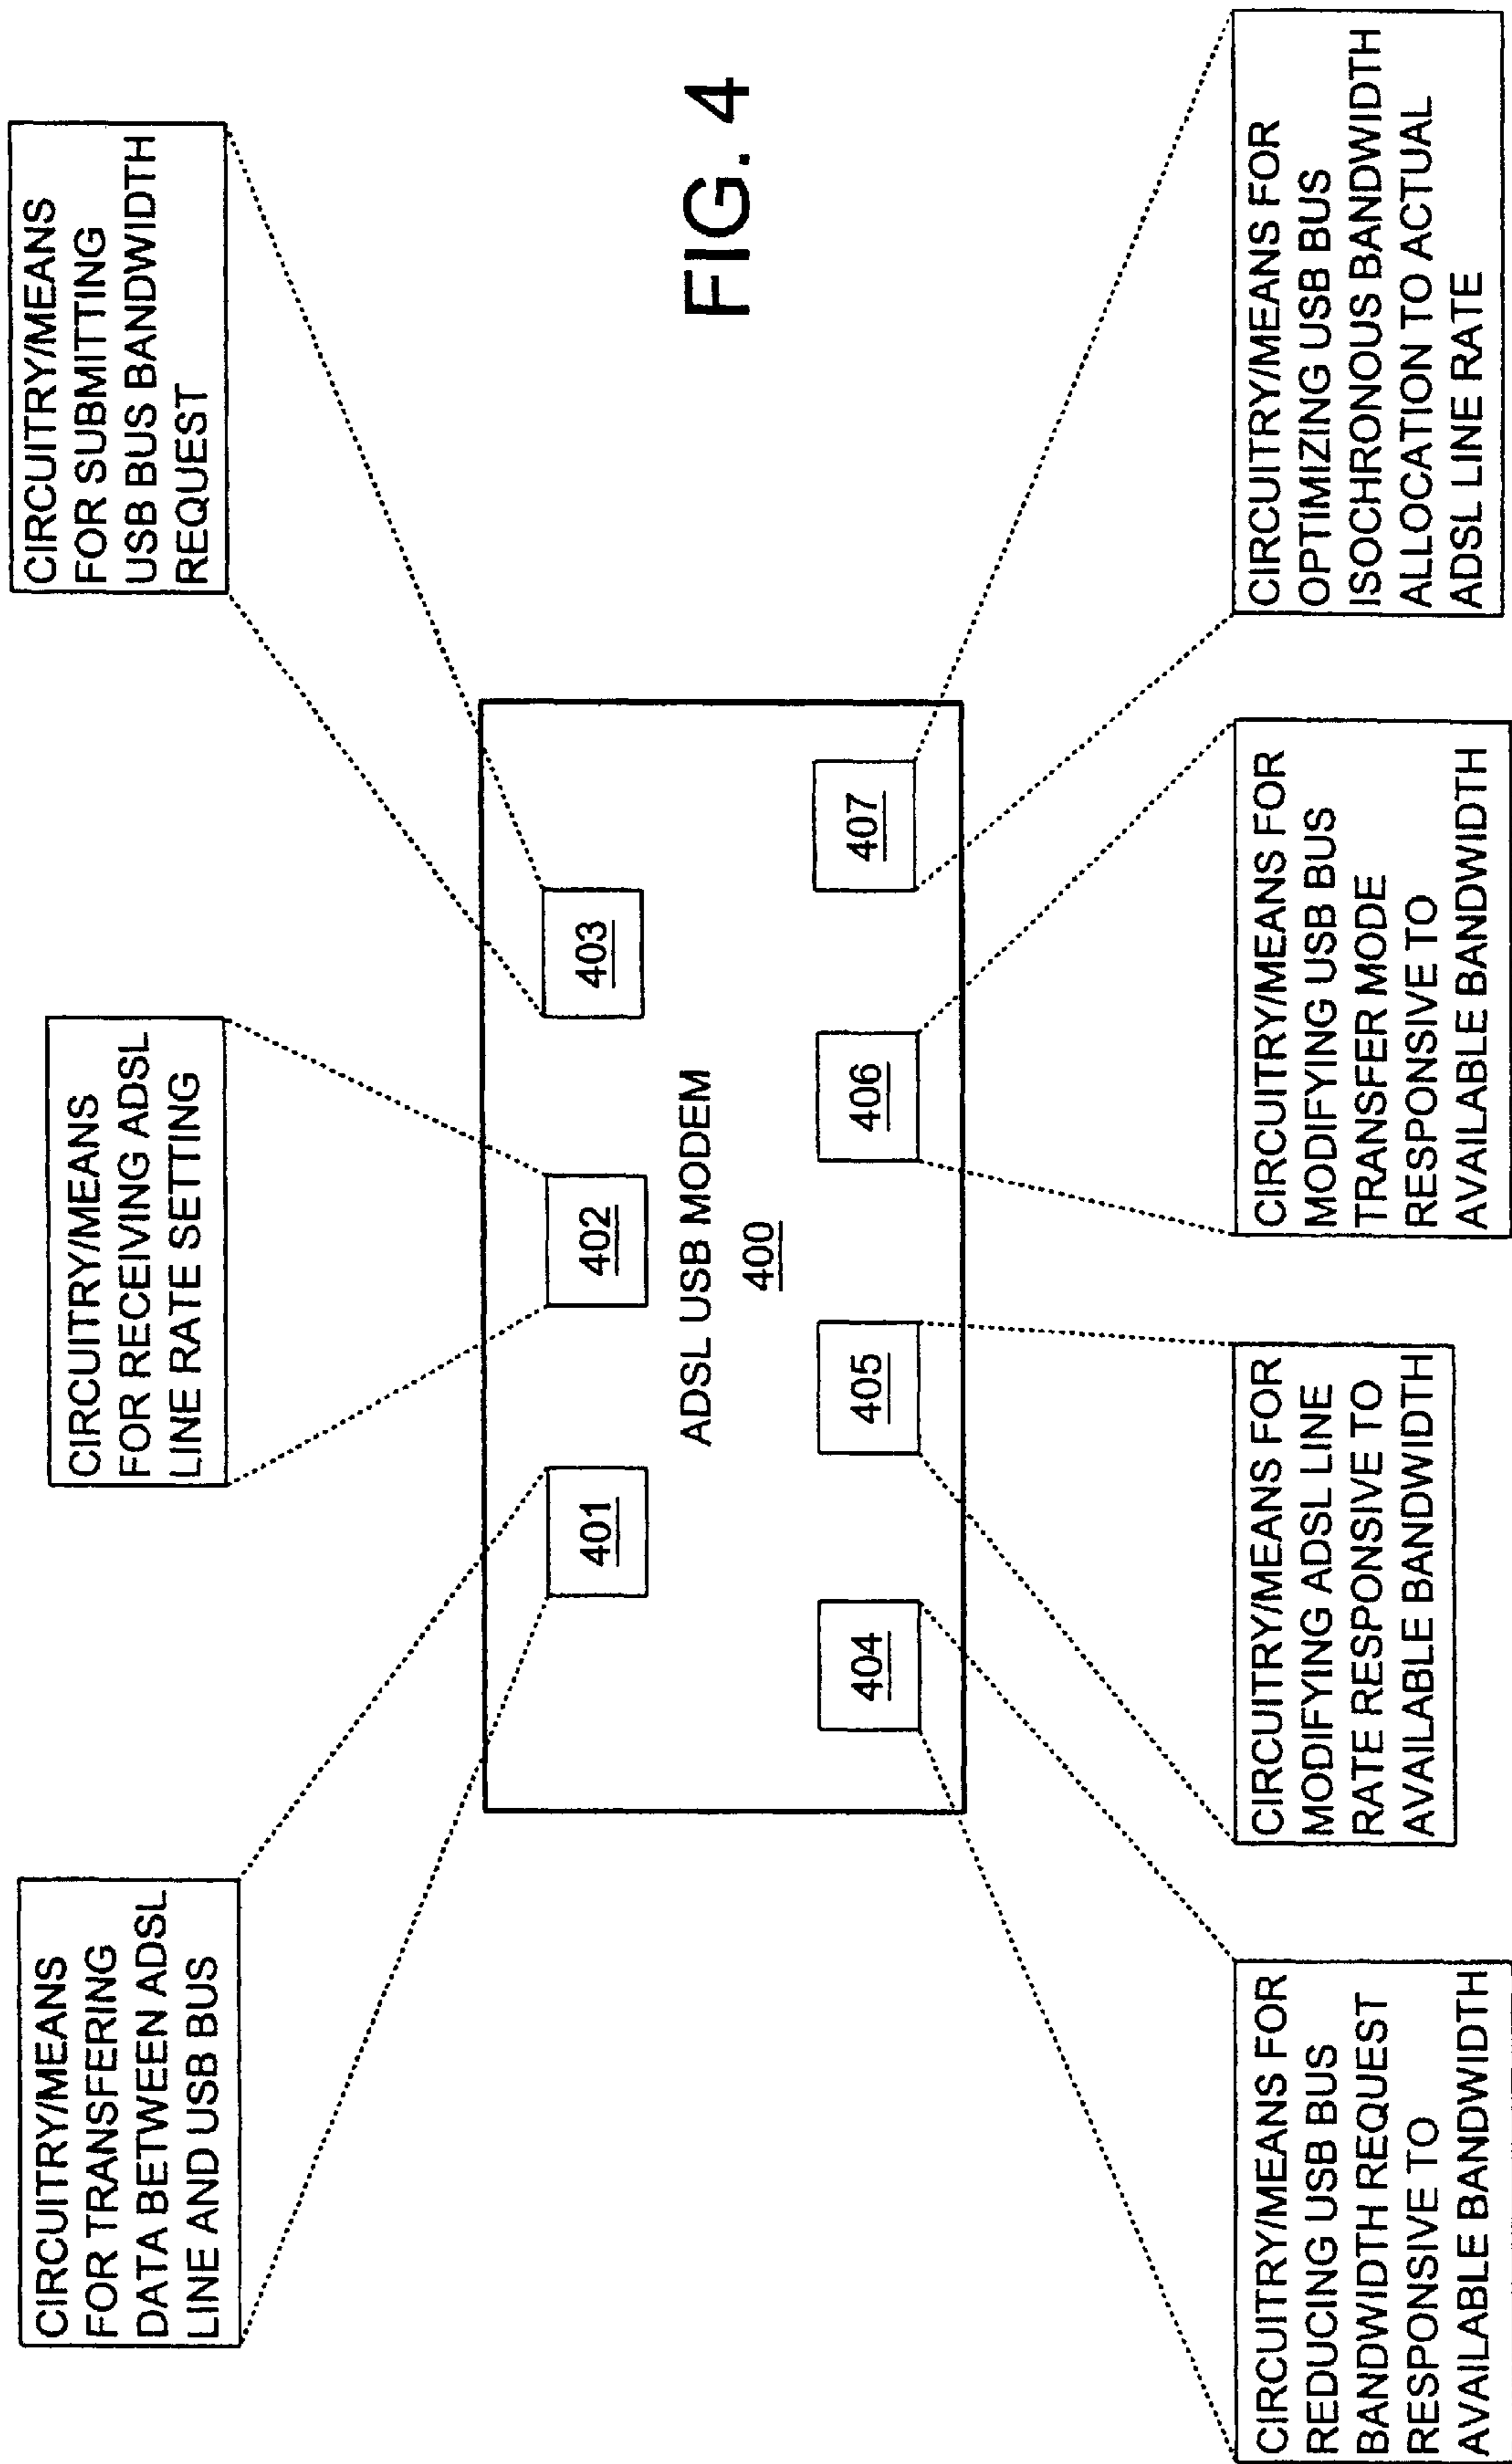 CIRCUITRY/MEANS
FOR TRANSFERING
DATA BETWEEN ADSL
LINE AND USB BUS
CIRCUITRY/MEANS
FOR RECEIVING ADSL
LINE RATE SETTING
CIRCUITRY/MEANS
FOR SUBMITTING
USB BUS BANDWIDTH
REQUEST
401
402
403
ADSL USB MODEM
400
404
405
406
407
FIG. 4
CIRCUITRY/MEANS FOR
REDUCING USB BUS
BANDWIDTH REQUEST
RESPONSIVE TO
AVAILABLE BANDWIDTH
CIRCUITRY/MEANS FOR
MODIFYING ADSL LINE
RATE RESPONSIVE TO
AVAILABLE BANDWIDTH
CIRCUITRY/MEANS FOR
MODIFYING USB BUS
TRANSFER MODE
RESPONSIVE TO
AVAILABLE BANDWIDTH
CIRCUITRY/MEANS FOR
OPTIMIZING USB BUS
ISOCHRONOUS BANDWIDTH
ALLOCATION TO ACTUAL
ADSL LINE RATE